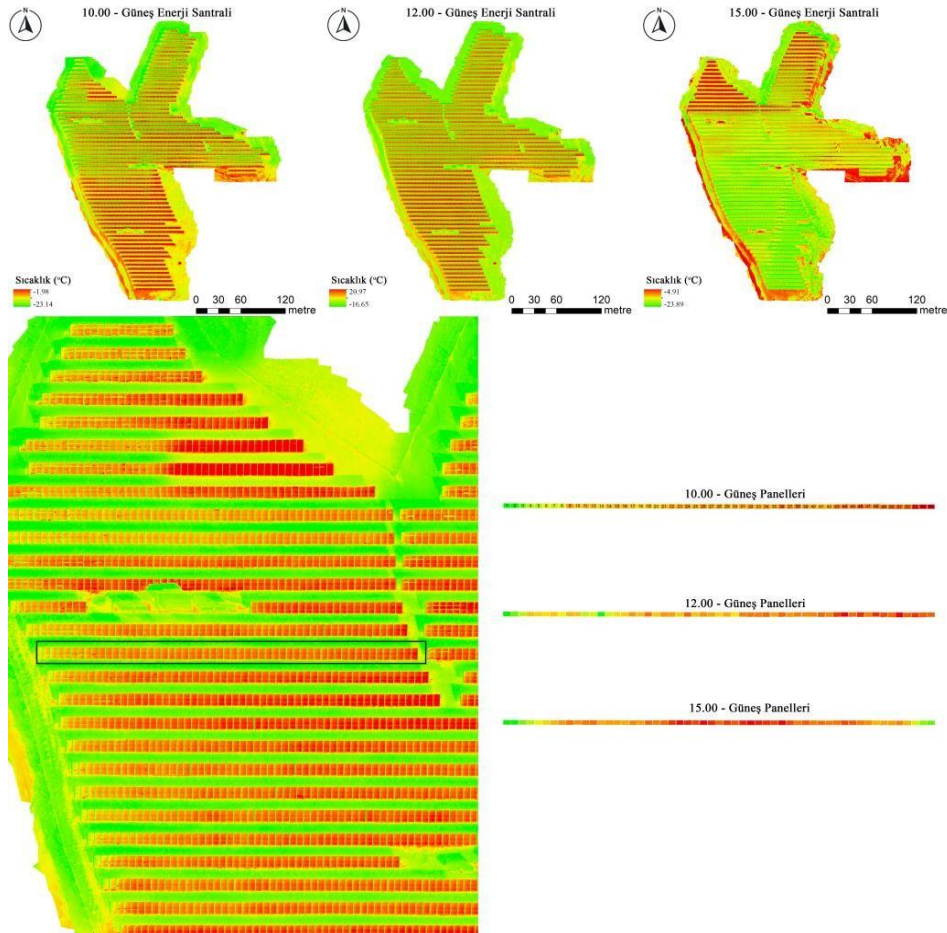 N
10.00 - Güneş Enerji Santrali
N
12.00 - Güneş Enerji Santrali
N
15.00 - Güneş Enerji Santrali
Sıcaklık (°C)
-1.98
-23.14
0 30 60 120
metre
Sıcaklık (°C)
20.97
-16.65
0 30 60 120
metre
Sıcaklık (°C)
-4.91
-23.89
0 30 60 120
metre
10.00 - Güneş Panelleri
12.00 - Güneş Panelleri
15.00 - Güneş Panelleri